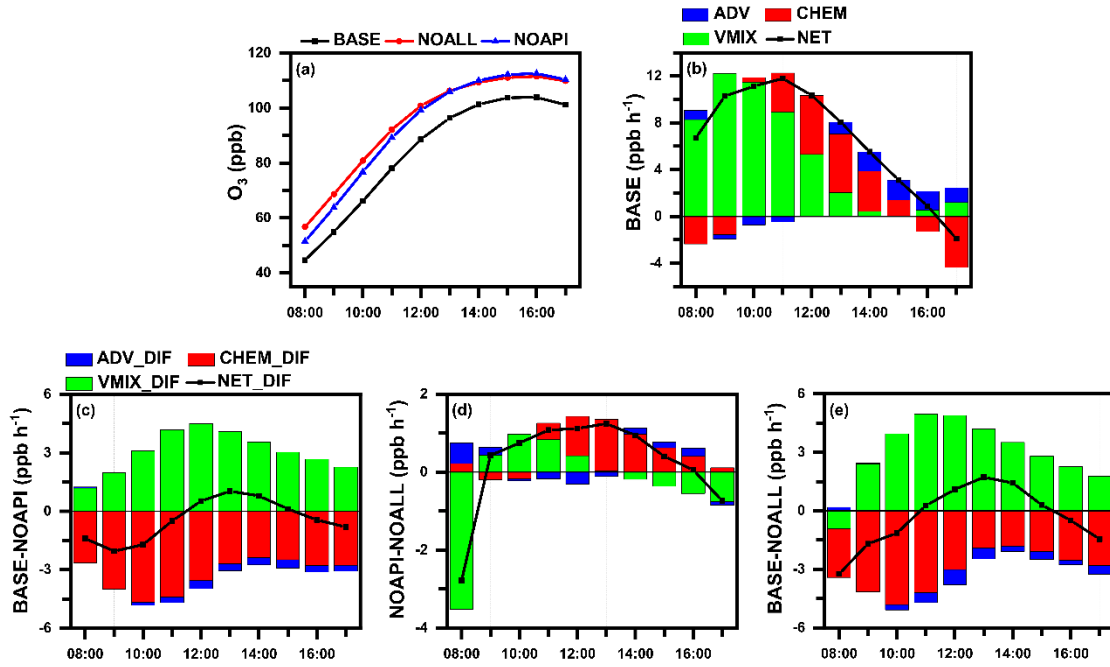 BASE NOALL NOAPI
(a)
O₃ (ppb)
120
100
80
60
40
08:00 10:00 12:00 14:00 16:00
ADV CHEM
VMIX NET
(b)
BASE (ppb h⁻¹)
12
8
4
0
-4
08:00 10:00 12:00 14:00 16:00
ADV_DIF CHEM_DIF
VMIX_DIF NET_DIF
(c)
BASE-NOAPI (ppb h⁻¹)
6
3
0
-3
-6
08:00 10:00 12:00 14:00 16:00
(d)
NOAPI-NOALL (ppb h⁻¹)
2
0
-2
-4
08:00 10:00 12:00 14:00 16:00
(e)
BASE-NOALL (ppb h⁻¹)
6
3
0
-3
-6
08:00 10:00 12:00 14:00 16:00